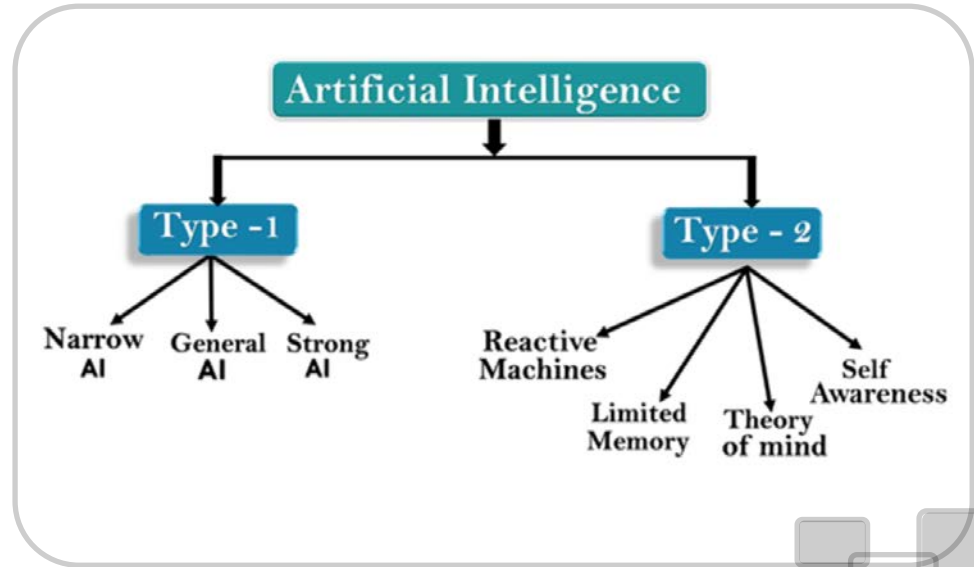 Artificial Intelligence
Type -1
Type - 2
Narrow
AI
General
AI
Strong
AI
Reactive
Machines
Limited
Memory
Theory
of mind
Self
Awareness